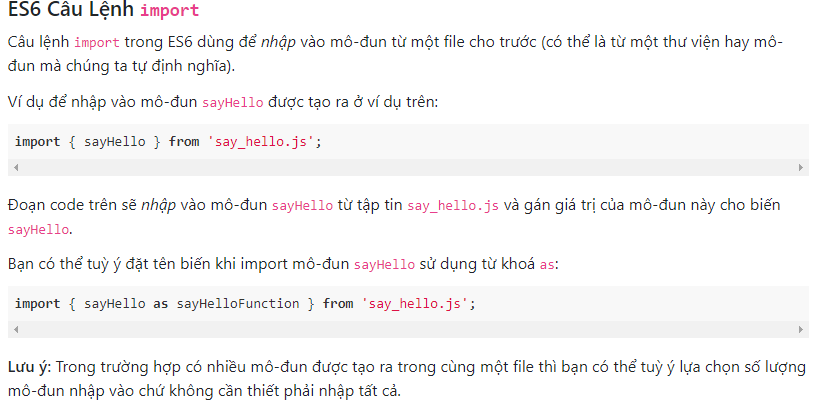 ES6 Câu Lệnh import
Câu lệnh import trong ES6 dùng để nhập vào mô-đun từ một file cho trước (có thể là từ một thư viện hay mô-
đun mà chúng ta tự định nghĩa).
Ví dụ để nhập vào mô-đun sayHello được tạo ra ở ví dụ trên:
import { sayHello } from 'say_hello.js';
Đoạn code trên sẽ nhập vào mô-đun sayHello từ tập tin say_hello.js và gán giá trị của mô-đun này cho biến
sayHello.
Bạn có thể tuỳ ý đặt tên biến khi import mô-đun sayHello sử dụng từ khoá as:
import { sayHello as sayHelloFunction } from 'say_hello.js';
Lưu ý: Trong trường hợp có nhiều mô-đun được tạo ra trong cùng một file thì bạn có thể tuỳ ý lựa chọn số lượng
mô-đun nhập vào chứ không cần thiết phải nhập tất cả.